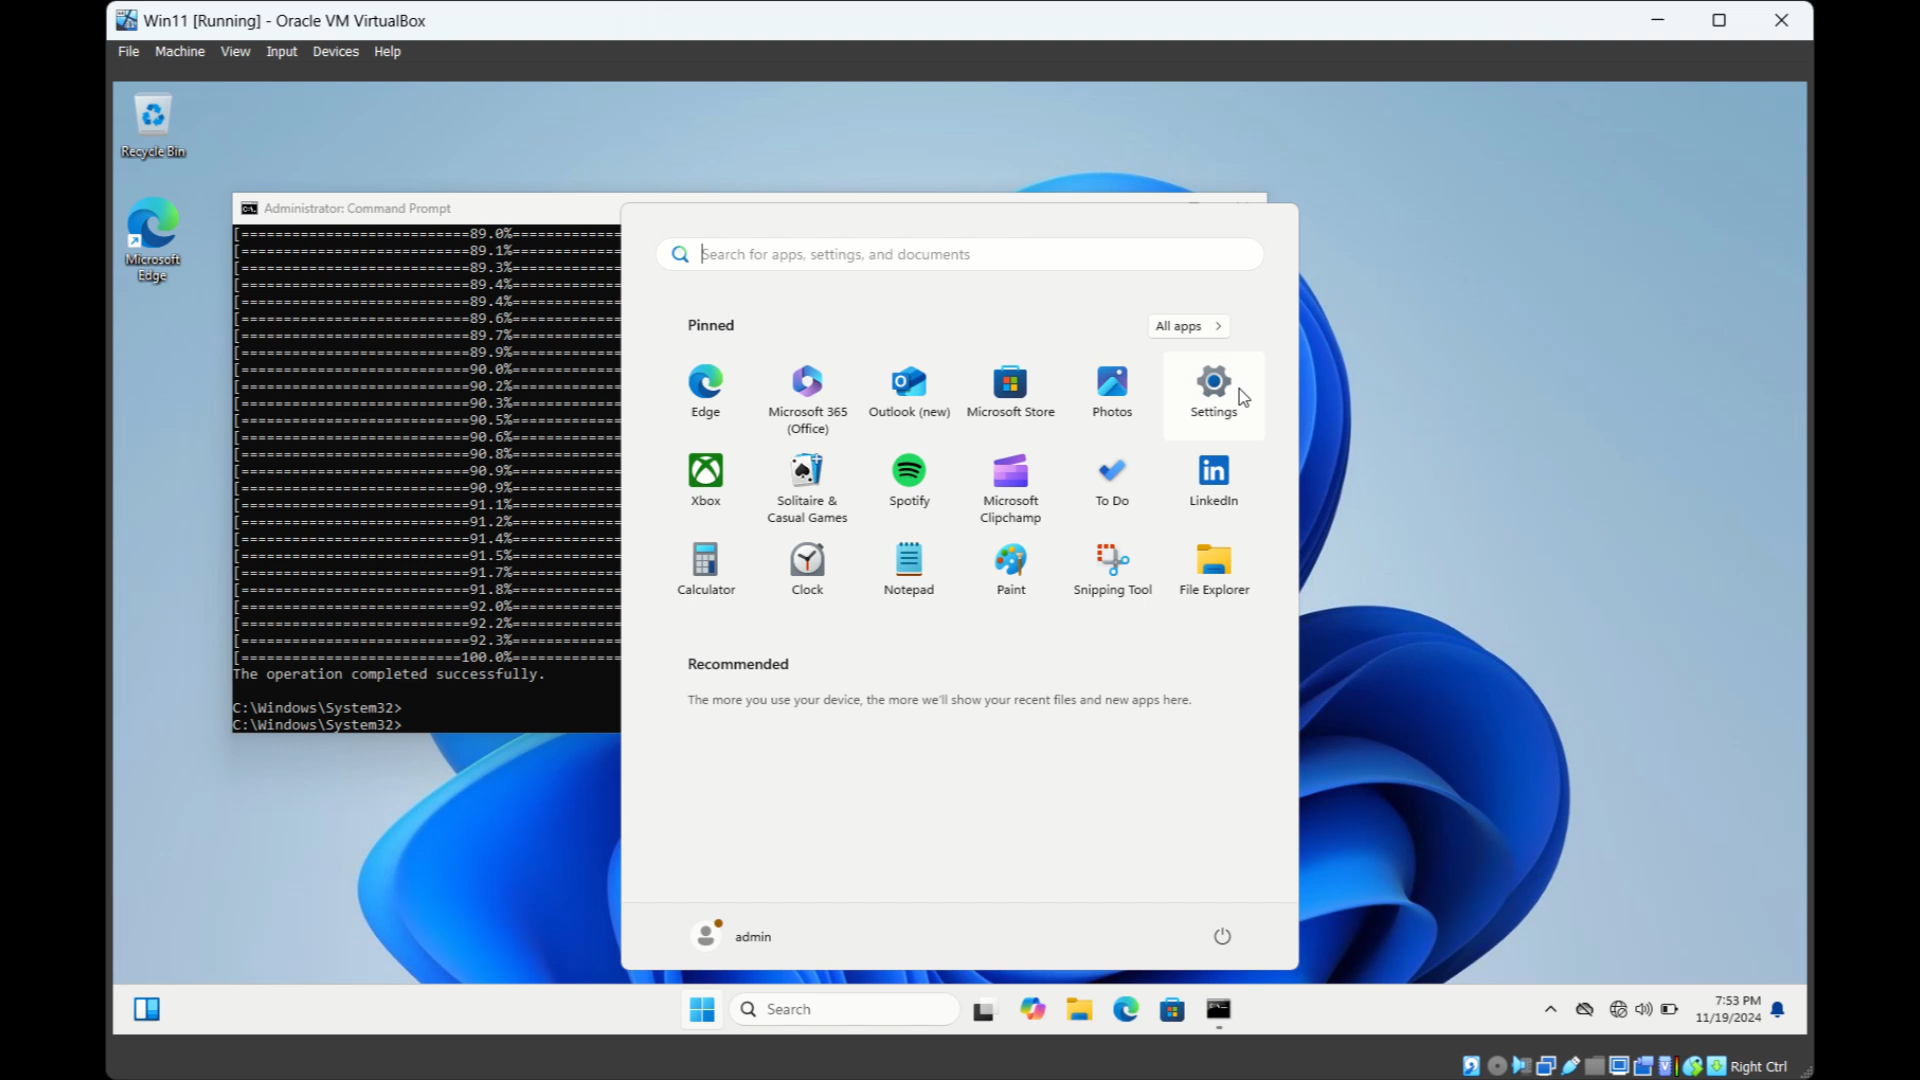 Win11 [Running] - Oracle VM VirtualBox
File Machine View Input Devices Help
Recycle Bin
Microsoft
Edge
Administrator: Command Prompt
[==========================89.0%=============
[==========================89.1%=============
[==========================89.3%=============
[==========================89.4%=============
[==========================89.4%=============
[==========================89.6%=============
[==========================89.7%=============
[==========================89.9%=============
[==========================90.0%=============
[==========================90.2%=============
[==========================90.3%=============
[==========================90.5%=============
[==========================90.6%=============
[==========================90.8%=============
[==========================90.9%=============
[==========================90.9%=============
[==========================91.1%=============
[==========================91.2%=============
[==========================91.4%=============
[==========================91.5%=============
[==========================91.7%=============
[==========================91.8%=============
[==========================92.0%=============
[==========================92.2%=============
[==========================92.3%=============
[=========================100.0%=============
The operation completed successfully.
C:\Windows\System32>
C:\Windows\System32>
Search for apps, settings, and documents
Pinned
All apps >
Edge
Microsoft 365
(Office)
Outlook (new)
Microsoft Store
Photos
Settings
Xbox
Solitaire &
Casual Games
Spotify
Microsoft
Clipchamp
To Do
LinkedIn
Calculator
Clock
Notepad
Paint
Snipping Tool
File Explorer
Recommended
The more you use your device, the more we'll show your recent files and new apps here.
admin
Search
7:53 PM
11/19/2024
Right Ctrl